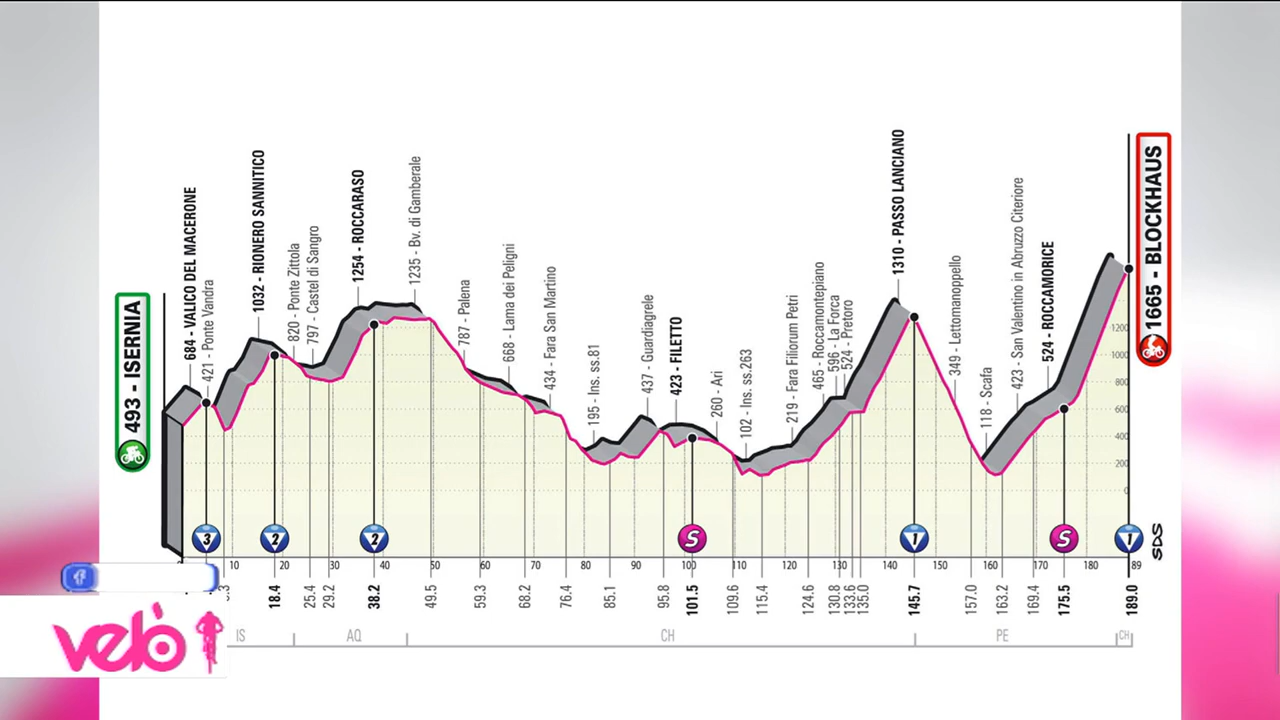 493 - ISERNIA
684 - VALICO DEL MACERONE
421 - Ponte Vandra
1032 - RIONERO SANNITICO
820 - Ponte Zittola
797 - Castel di Sangro
1254 - ROCCARASO
1235 - Bv. di Gamberale
787 - Palena
668 - Lama dei Peligni
434 - Fara San Martino
195 - Ins. ss.81
437 - Guardiagrele
423 - FILETTO
260 - Ari
102 - Ins. ss.263
219 - Fara Filiorum Petri
465 - Roccamontepiano
596 - La Forca
524 - Pretoro
1310 - PASSO LANCIANO
349 - Lettomanoppello
118 - Scafa
423 - San Valentino in Abruzzo Citeriore
524 - ROCCAMORICE
1665 - BLOCKHAUS
1200
1000
800
600
400
200
0
3 2 2 S 1 S 1
SDS
10 20 30 40 50 60 70 80 90 100 110 120 130 140 150 160 170 180 89
18.4 25.4 29.2 38.2 49.5 59.3 68.2 76.4 85.1 95.8 101.5 109.6 115.4 124.6 130.8 133.6 135.0 145.7 157.0 163.2 169.4 175.5 189.0
IS AQ CH PE CH
f
velò